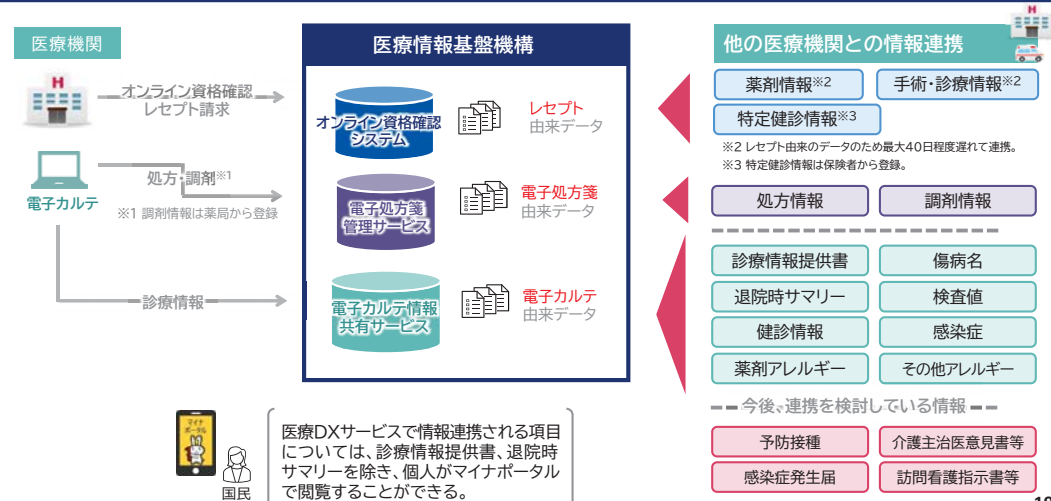 医療機関
H
オンライン資格確認
レセプト請求
電子カルテ
処方・調剤※1
※1 調剤情報は薬局から登録
診療情報
医療情報基盤機構
オンライン資格確認
システム
レセプト
由来データ
電子処方箋
管理サービス
電子処方箋
由来データ
電子カルテ情報
共有サービス
電子カルテ
由来データ
他の医療機関との情報連携
H
薬剤情報※2
手術・診療情報※2
特定健診情報※3
※2 レセプト由来のデータのため最大40日程度遅れて連携。
※3 特定健診情報は保険者から登録。
処方情報
調剤情報
診療情報提供書
傷病名
退院時サマリー
検査値
健診情報
感染症
薬剤アレルギー
その他アレルギー
今後、連携を検討している情報
予防接種
介護主治医意見書等
感染症発生届
訪問看護指示書等
マイナ
ポータル
国民
医療DXサービスで情報連携される項目
については、診療情報提供書、退院時
サマリーを除き、個人がマイナポータル
で閲覧することができる。